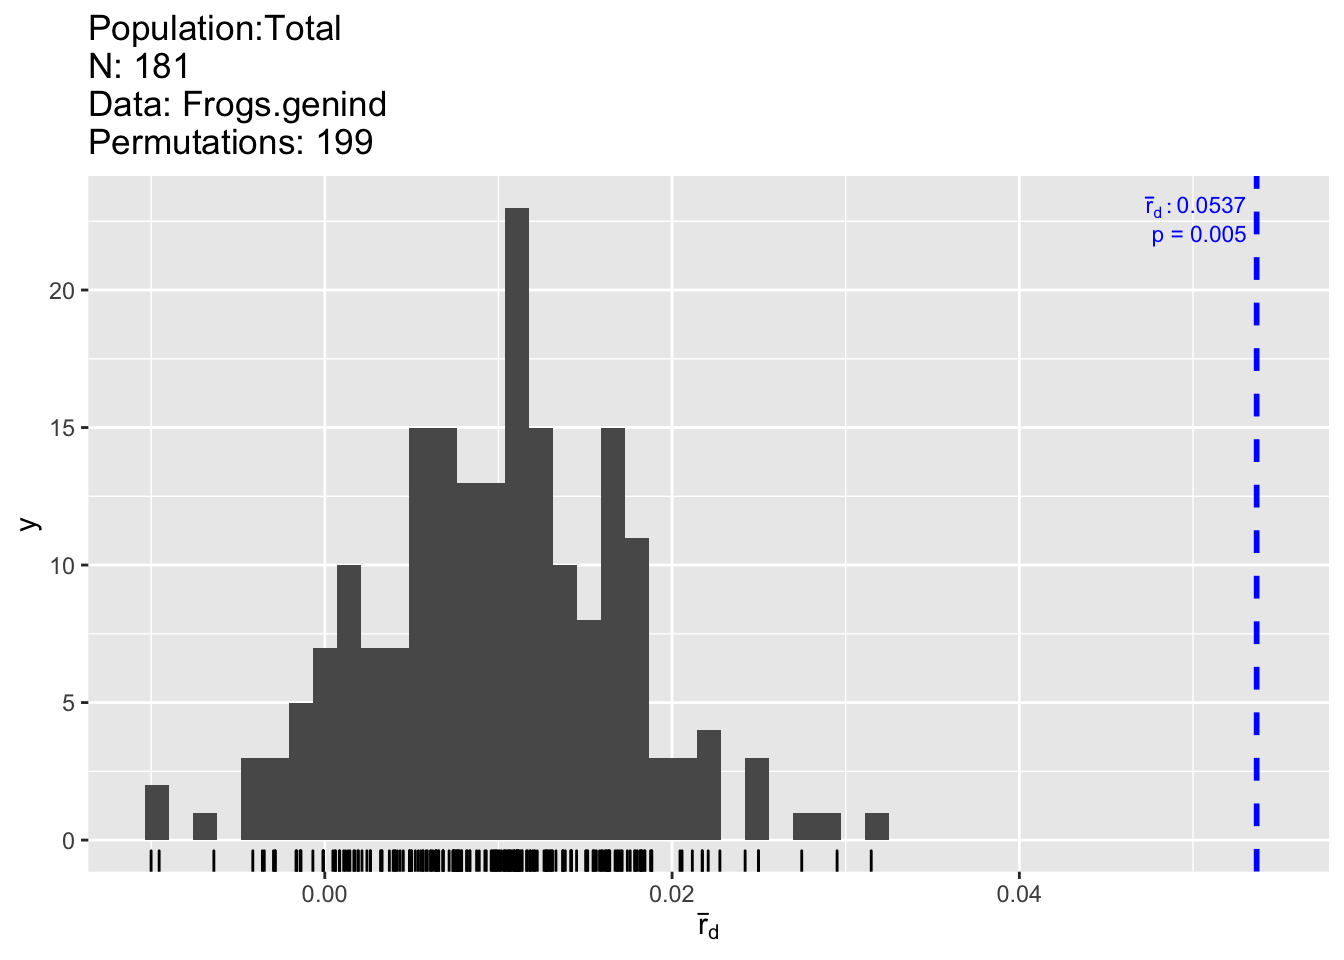 Population:Total
N: 181
Data: Frogs.genind
Permutations: 199
r̄d : 0.0537
p = 0.005
20
15
10
5
0
y
0.00 0.02 0.04
r̄d